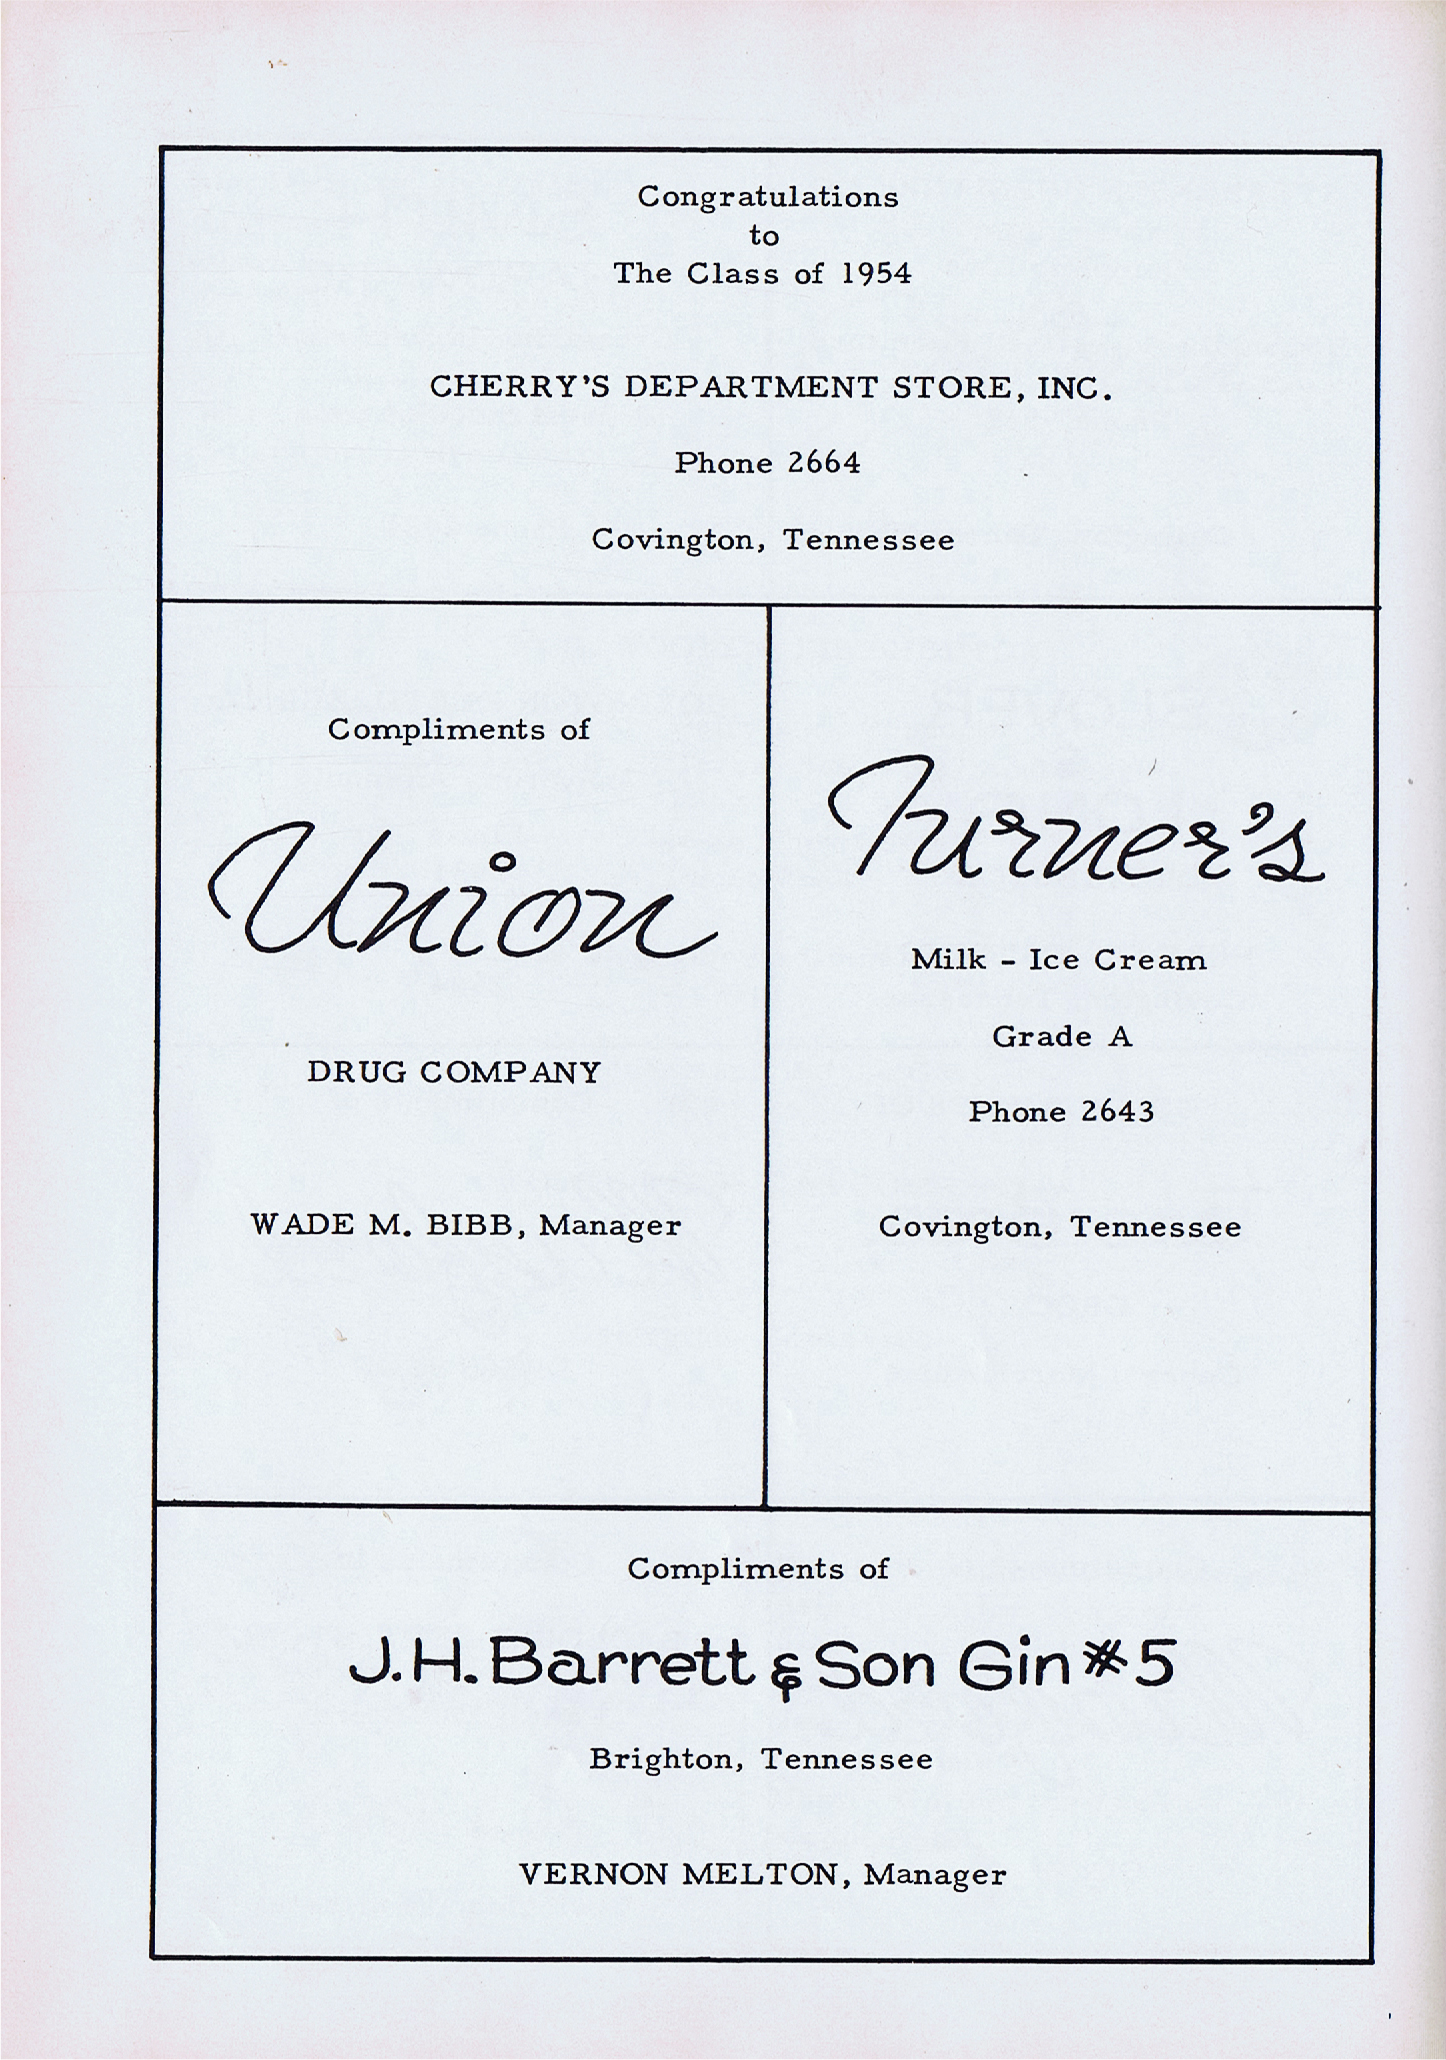 Congratulations
to
The Class of 1954
CHERRY'S DEPARTMENT STORE, INC.
Phone 2664
Covington, Tennessee
Compliments of
Union
DRUG COMPANY
WADE M. BIBB, Manager
Turner's
Milk - Ice Cream
Grade A
Phone 2643
Covington, Tennessee
Compliments of
J.H. Barrett & Son Gin #5
Brighton, Tennessee
VERNON MELTON, Manager